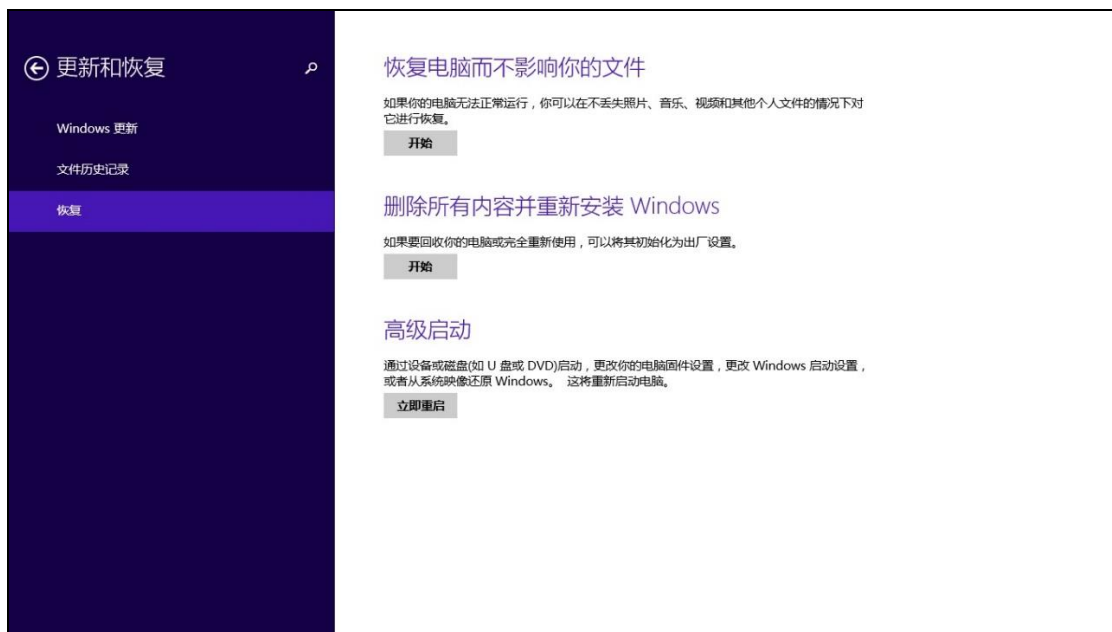 更新和恢复
Windows 更新
文件历史记录
恢复
恢复电脑而不影响你的文件
如果你的电脑无法正常运行，你可以在不丢失照片、音乐、视频和其他个人文件的情况下对
它进行恢复。
开始
删除所有内容并重新安装 Windows
如果要回收你的电脑或完全重新使用，可以将其初始化为出厂设置。
开始
高级启动
通过设备或磁盘(如 U 盘或 DVD)启动，更改你的电脑固件设置，更改 Windows 启动设置，
或者从系统映像还原 Windows。 这将重新启动电脑。
立即重启